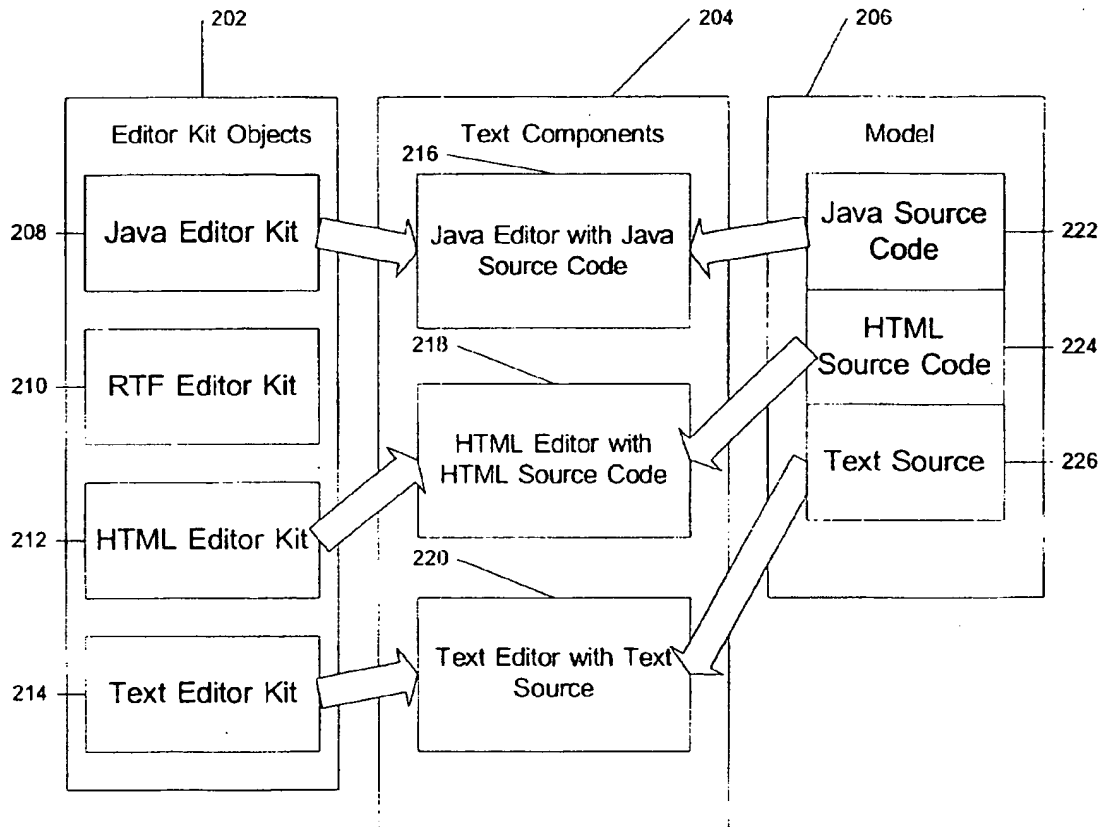 202
204
206
Editor Kit Objects
Text Components
Model
216
208
Java Editor Kit
Java Editor with Java
Source Code
Java Source
Code
222
218
HTML
Source Code
224
210
RTF Editor Kit
HTML Editor with
HTML Source Code
Text Source
226
212
HTML Editor Kit
220
214
Text Editor Kit
Text Editor with Text
Source